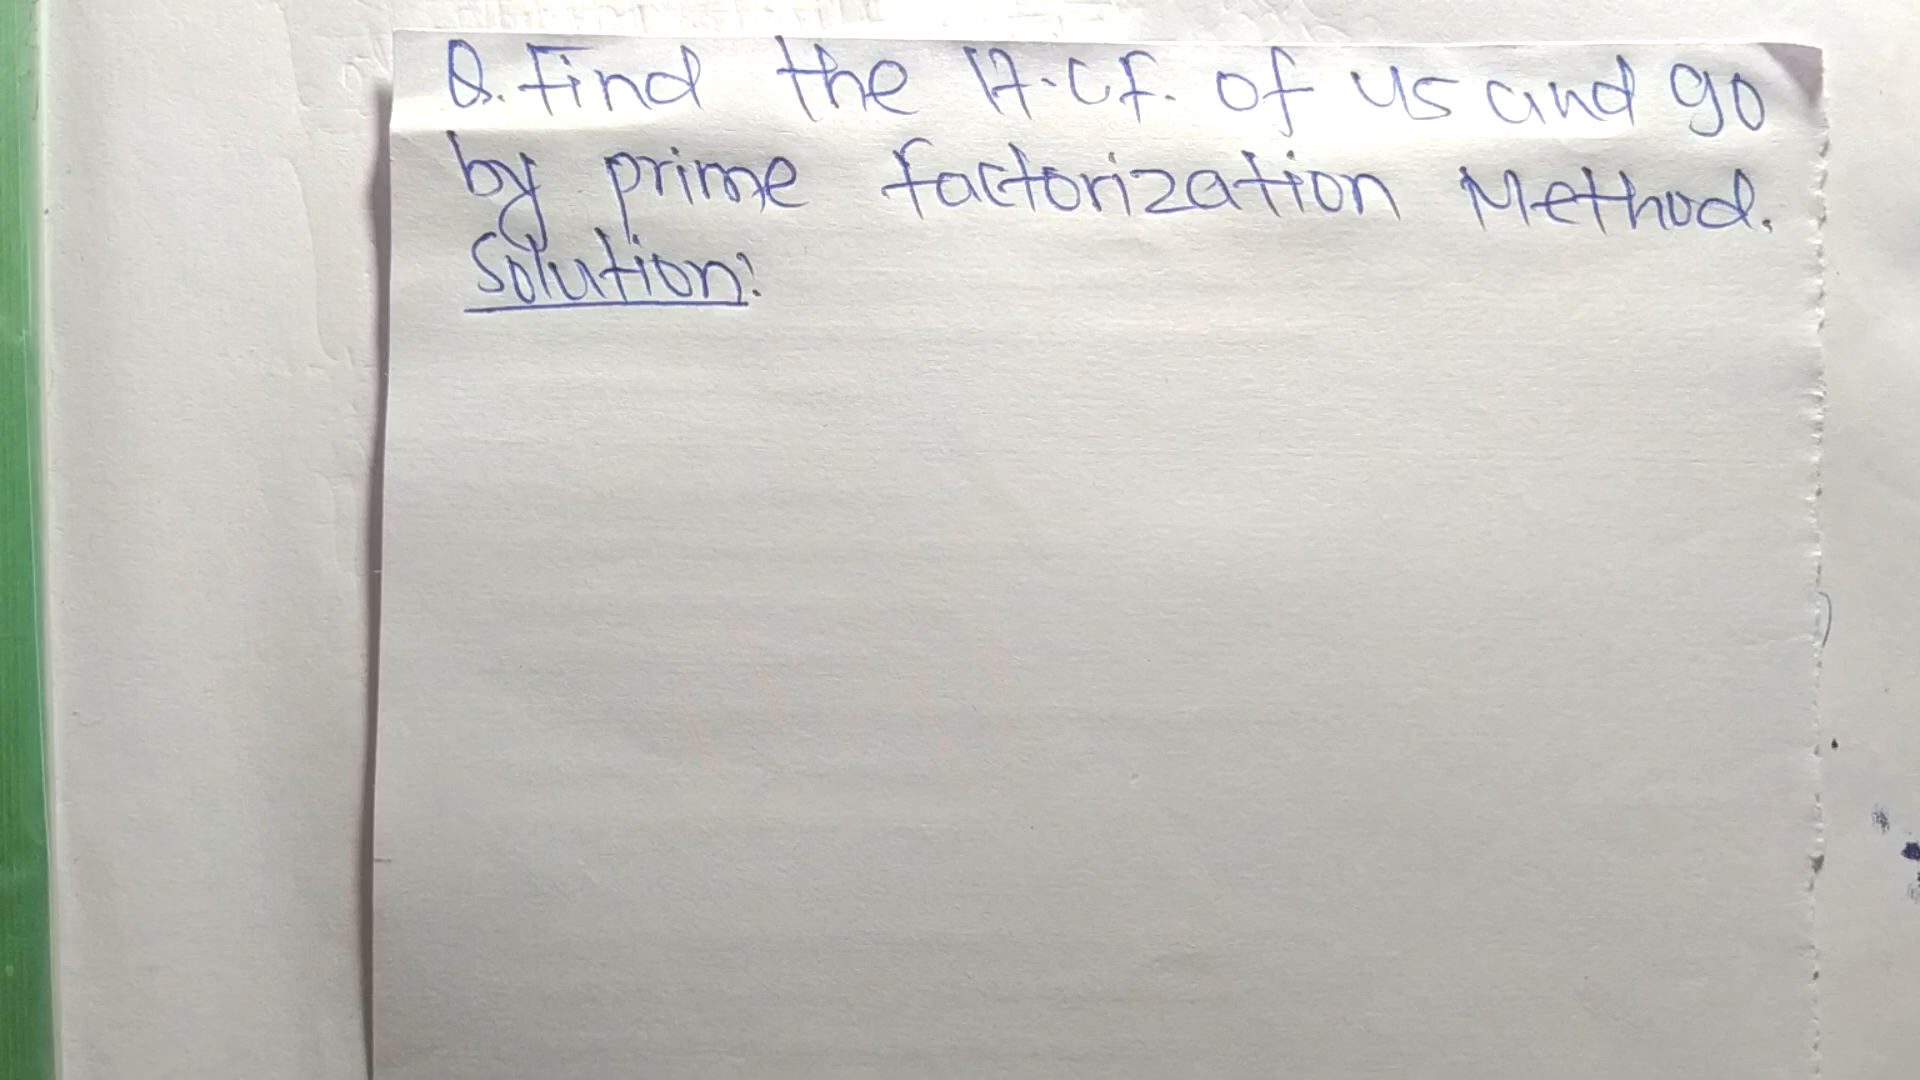 Q. Find the H.C.F. of 45 and 90
by prime factorization Method.
Solution: